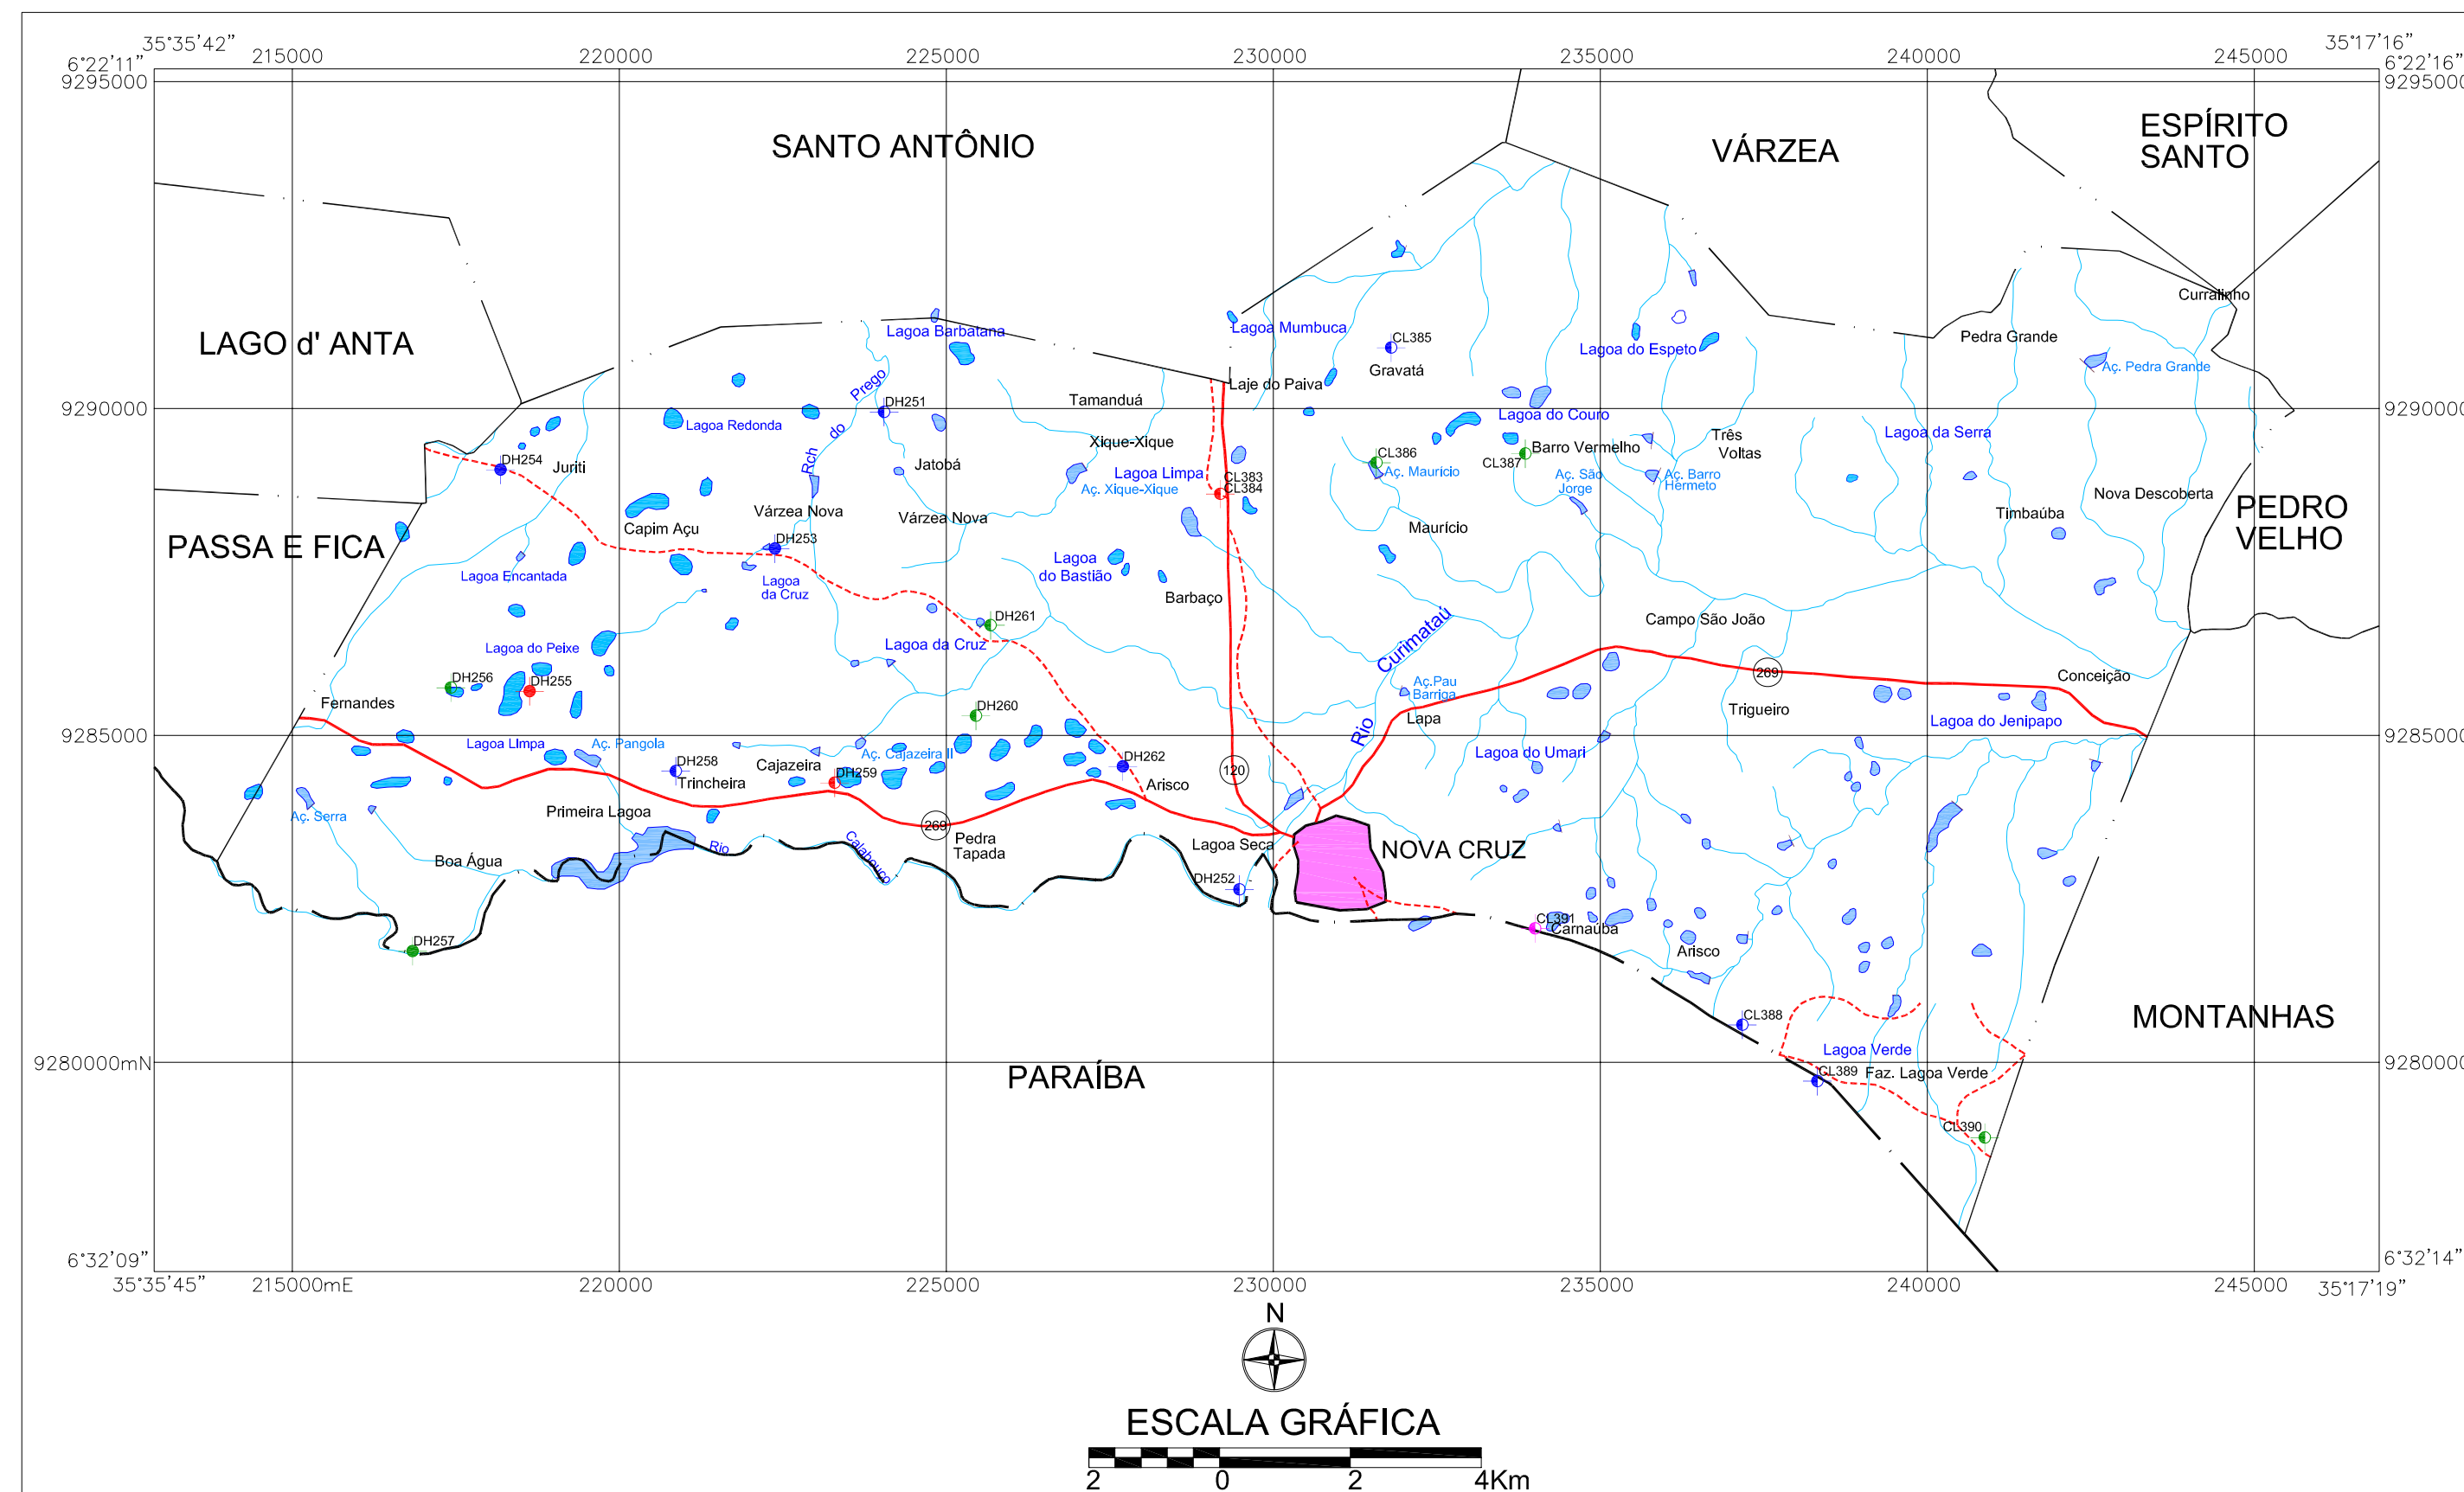 35°35'42"
35°17'16"
215000 220000 225000 230000 235000 240000 245000
6°22'11"
6°22'16"
9295000
9295000
SANTO ANTÔNIO
VÁRZEA
ESPÍRITO
SANTO
Curralinho
LAGO d' ANTA
Lagoa Barbatana
Lagoa Mumbuca
CL385
Gravatá
Lagoa do Espeto
Pedra Grande
Aç. Pedra Grande
Laje do Paiva
Prego
do
Rch
DH251
Tamanduá
9290000
9290000
Lagoa Redonda
Lagoa do Couro
Lagoa da Serra
Xique-Xique
Barro Vermelho
Três
Voltas
DH254
Juriti
Jatobá
Lagoa Limpa
CL386
CL387
Aç. Maurício
Aç. São
Jorge
Aç. Barro
Hermeto
Aç. Xique-Xique
CL383
CL384
Nova Descoberta
PEDRO
VELHO
Capim Açu
Várzea Nova
Várzea Nova
Maurício
Timbaúba
PASSA E FICA
DH253
Lagoa
do Bastião
Lagoa Encantada
Lagoa
da Cruz
Barbaço
DH261
Campo São João
Curimataú
Rio
Lagoa do Peixe
Lagoa da Cruz
DH256
DH255
269
Conceição
Aç.Pau
Barriga
Fernandes
DH260
Lapa
Trigueiro
Lagoa do Jenipapo
9285000
9285000
Lagoa LImpa
Aç. Pangola
Aç. Cajazeira II
Lagoa do Umari
DH258
Trincheira
Cajazeira
DH259
DH262
Arisco
120
Aç. Serra
Primeira Lagoa
269
Pedra
Tapada
Lagoa Seca
NOVA CRUZ
Rio
Calabouço
Boa Água
DH252
CL391
Carnaúba
DH257
Arisco
MONTANHAS
CL388
Lagoa Verde
9280000mN
9280000
PARAÍBA
CL389
Faz. Lagoa Verde
CL390
6°32'09"
6°32'14"
35°35'45"
215000mE 220000 225000 230000 235000 240000 245000
35°17'19"
N
ESCALA GRÁFICA
2 0 2 4Km